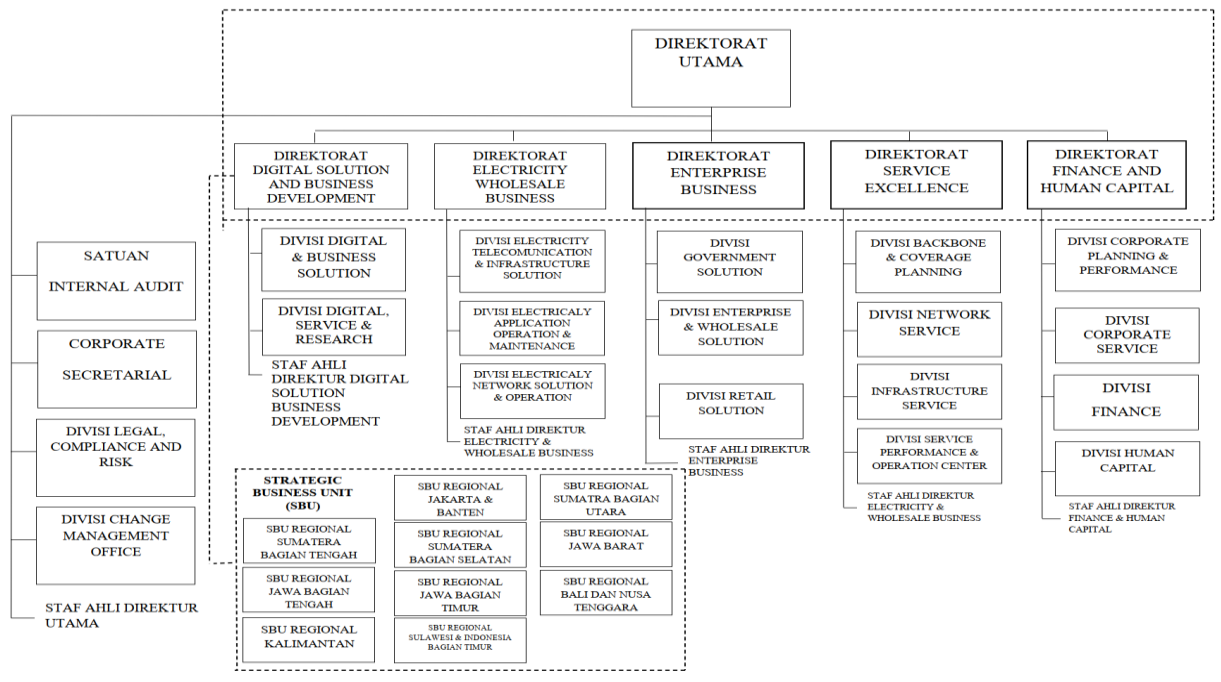 DIREKTORAT
UTAMA
DIREKTORAT
DIGITAL SOLUTION
AND BUSINESS
DEVELOPMENT
DIREKTORAT
ELECTRICITY
WHOLESALE
BUSINESS
DIREKTORAT
ENTERPRISE
BUSINESS
DIREKTORAT
SERVICE
EXCELLENCE
DIREKTORAT
FINANCE AND
HUMAN CAPITAL
SATUAN
INTERNAL AUDIT
CORPORATE
SECRETARIAL
DIVISI LEGAL,
COMPLIANCE AND
RISK
DIVISI CHANGE
MANAGEMENT
OFFICE
STAF AHLI DIREKTUR
UTAMA
DIVISI DIGITAL
& BUSINESS
SOLUTION
DIVISI DIGITAL,
SERVICE &
RESEARCH
STAF AHLI
DIREKTUR DIGITAL
SOLUTION
BUSINESS
DEVELOPMENT
DIVISI ELECTRICITY
TELECOMUNICATION
& INFRASTRUCTURE
SOLUTION
DIVISI ELECTRICALY
APPLICATION
OPERATION &
MAINTENANCE
DIVISI ELECTRICALY
NETWORK SOLUTION
& OPERATION
STAF AHLI DIREKTUR
ELECTRICITY &
WHOLESALE BUSINESS
DIVISI
GOVERNMENT
SOLUTION
DIVISI ENTERPRISE
& WHOLESALE
SOLUTION
DIVISI RETAIL
SOLUTION
STAF AHLI DIREKTUR
ENTERPRISE
BUSINESS
DIVISI BACKBONE
& COVERAGE
PLANNING
DIVISI NETWORK
SERVICE
DIVISI
INFRASTRUCTURE
SERVICE
DIVISI SERVICE
PERFORMANCE &
OPERATION CENTER
STAF AHLI DIREKTUR
ELECTRICITY &
WHOLESALE BUSINESS
DIVISI CORPORATE
PLANNING &
PERFORMANCE
DIVISI
CORPORATE
SERVICE
DIVISI
FINANCE
DIVISI HUMAN
CAPITAL
STAF AHLI DIREKTUR
FINANCE & HUMAN
CAPITAL
STRATEGIC
BUSINESS UNIT
(SBU)
SBU REGIONAL
SUMATERA
BAGIAN TENGAH
SBU REGIONAL
JAWA BAGIAN
TENGAH
SBU REGIONAL
KALIMANTAN
SBU REGIONAL
JAKARTA &
BANTEN
SBU REGIONAL
SUMATERA
BAGIAN SELATAN
SBU REGIONAL
JAWA BAGIAN
TIMUR
SBU REGIONAL
SULAWESI & INDONESIA
BAGIAN TIMUR
SBU REGIONAL
SUMATRA BAGIAN
UTARA
SBU REGIONAL
JAWA BARAT
SBU REGIONAL
BALI DAN NUSA
TENGGARA